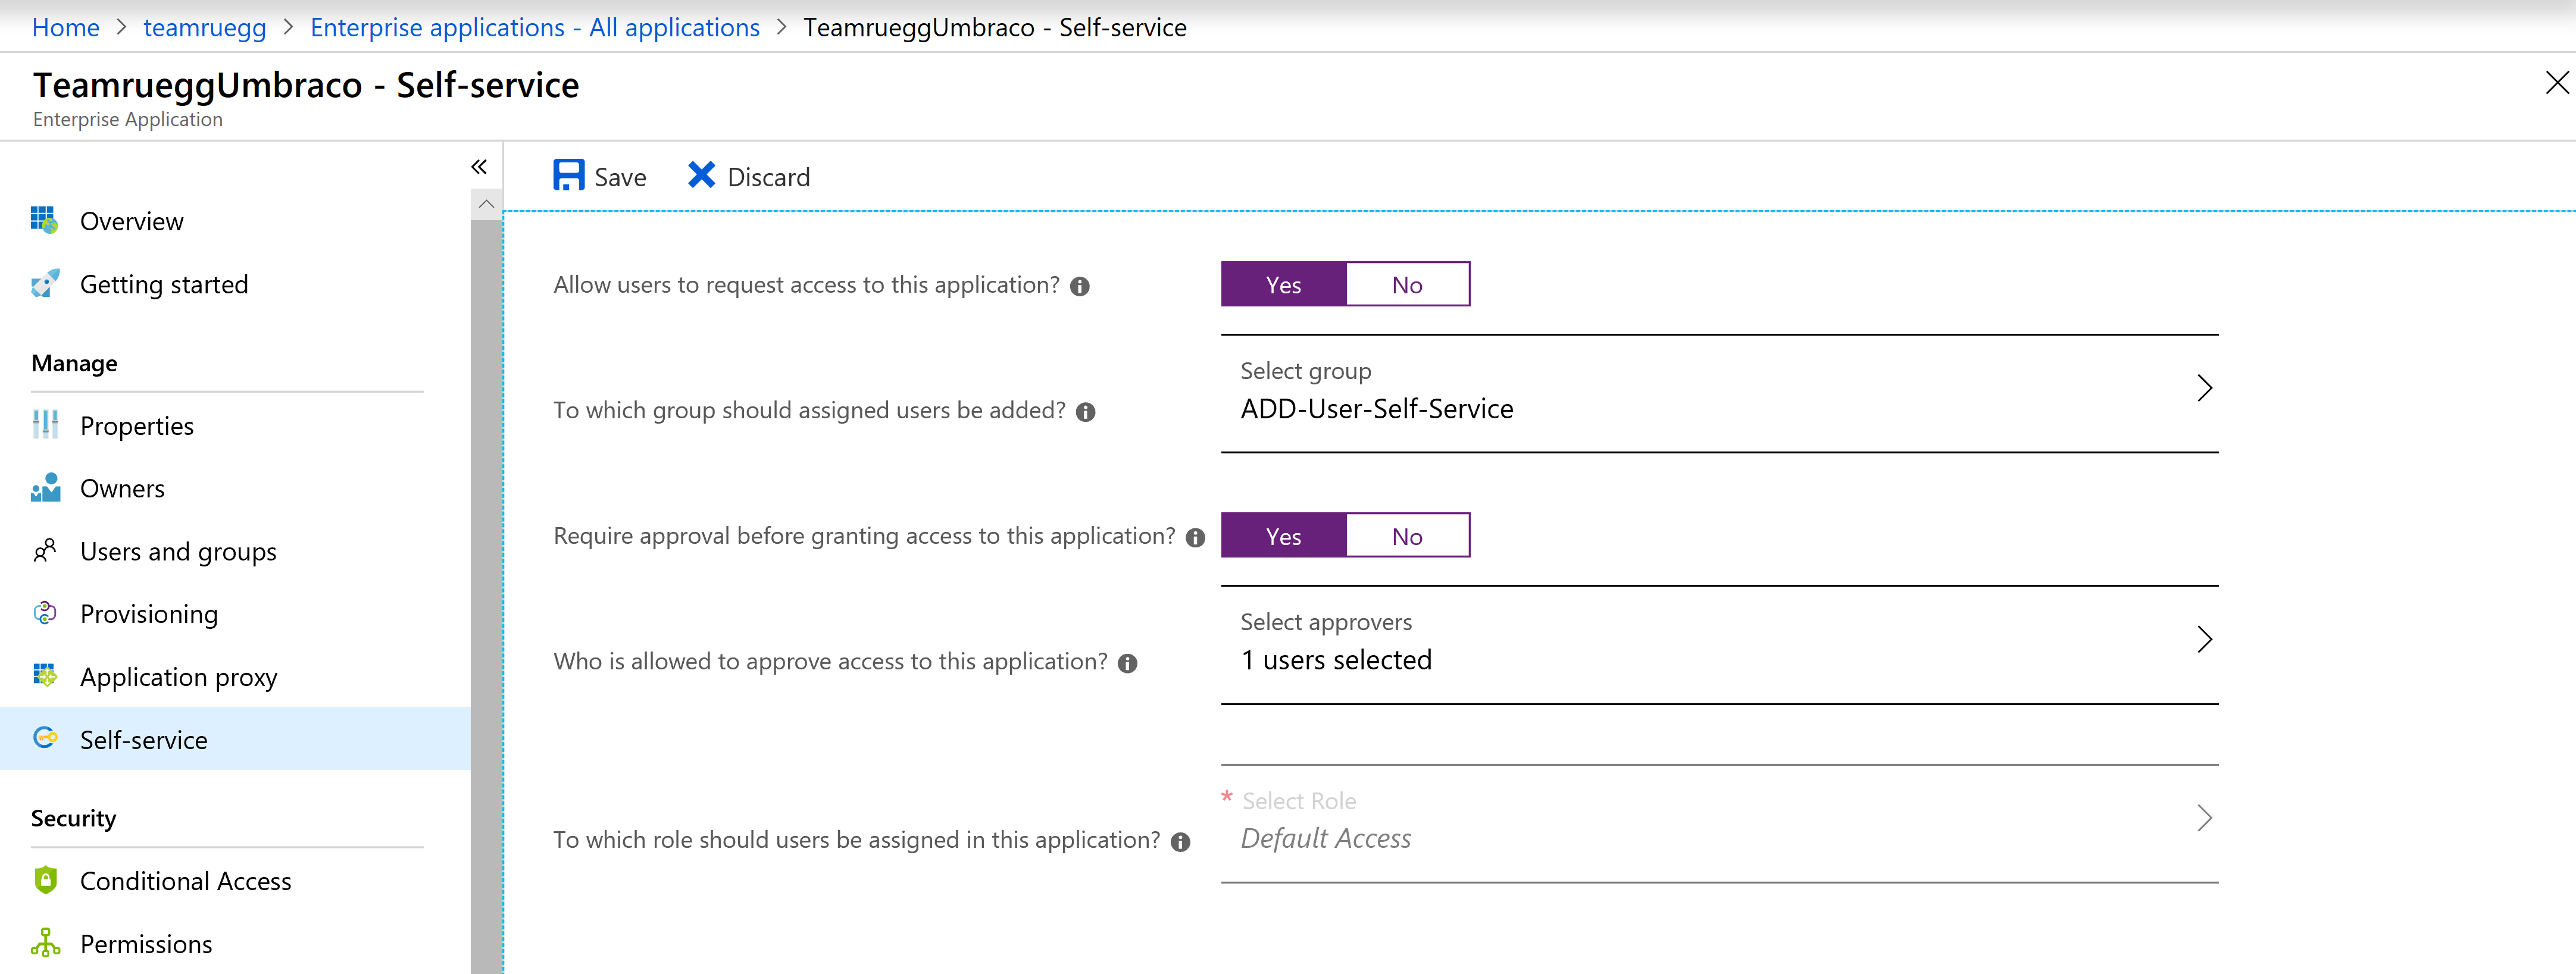 Home > teamruegg > Enterprise applications - All applications > TeamrueggUmbraco - Self-service
TeamrueggUmbraco - Self-service
Enterprise Application
Save Discard
Overview
Getting started
Manage
Properties
Owners
Users and groups
Provisioning
Application proxy
Self-service
Security
Conditional Access
Permissions
Allow users to request access to this application? Yes No
To which group should assigned users be added?
Select group
ADD-User-Self-Service
Require approval before granting access to this application? Yes No
Who is allowed to approve access to this application?
Select approvers
1 users selected
To which role should users be assigned in this application?
* Select Role
Default Access